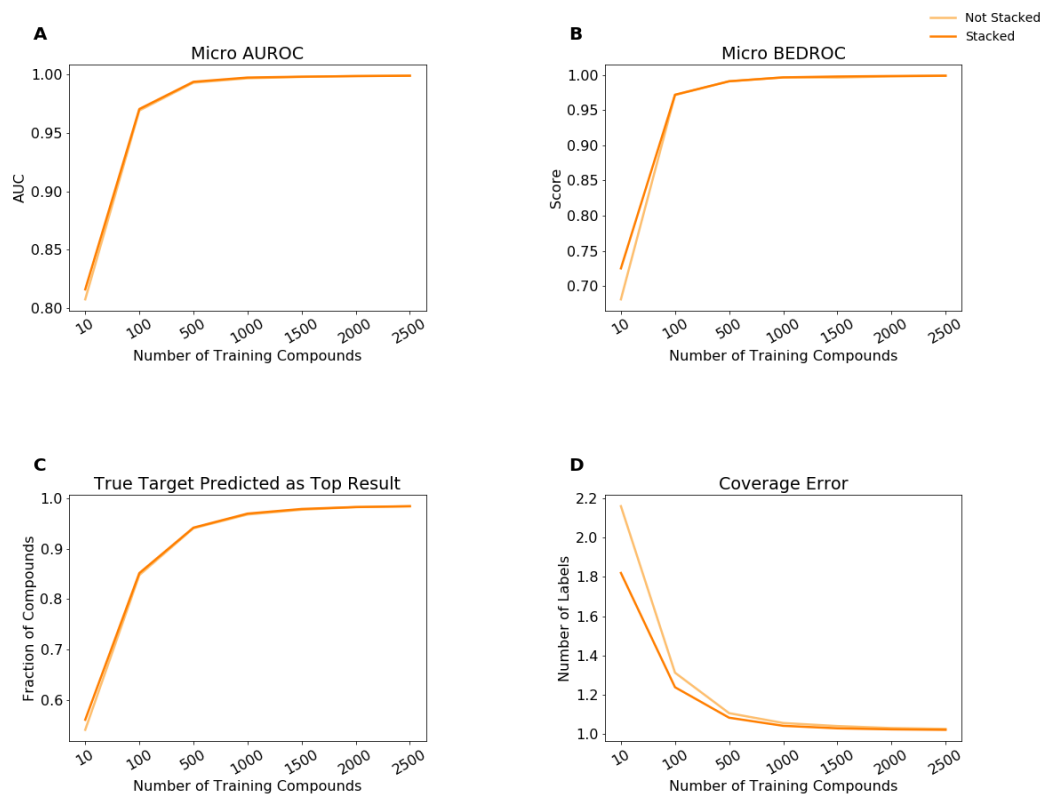 Not Stacked
Stacked
A
Micro AUROC
1.00
0.95
0.90
0.85
0.80
AUC
10
100
500
1000
1500
2000
2500
Number of Training Compounds
B
Micro BEDROC
1.00
0.95
0.90
0.85
0.80
0.75
0.70
Score
10
100
500
1000
1500
2000
2500
Number of Training Compounds
C
True Target Predicted as Top Result
1.0
0.9
0.8
0.7
0.6
Fraction of Compounds
10
100
500
1000
1500
2000
2500
Number of Training Compounds
D
Coverage Error
2.2
2.0
1.8
1.6
1.4
1.2
1.0
Number of Labels
10
100
500
1000
1500
2000
2500
Number of Training Compounds